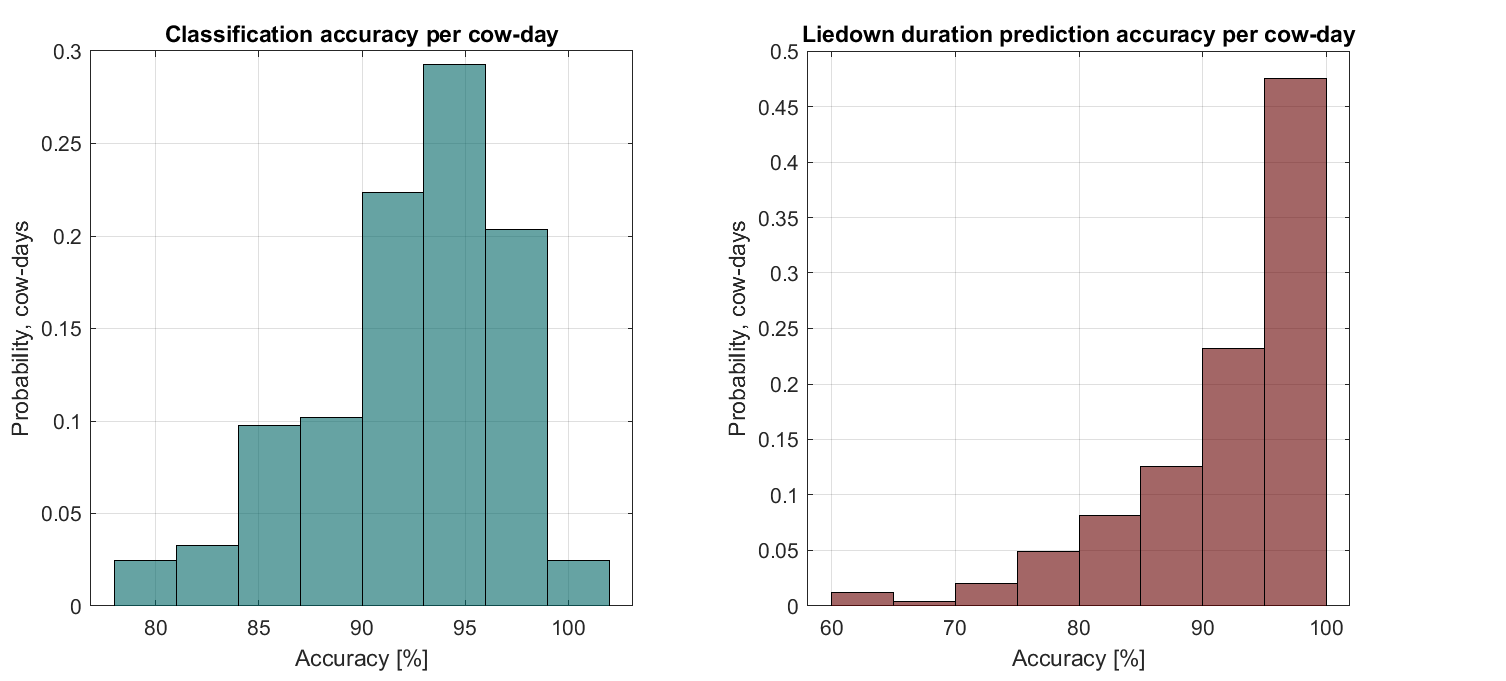 Classification accuracy per cow-day
0.3
0.25
0.2
0.15
0.1
0.05
0
Probability, cow-days
80 85 90 95 100
Accuracy [%]
Liedown duration prediction accuracy per cow-day
0.5
0.45
0.4
0.35
0.3
0.25
0.2
0.15
0.1
0.05
0
Probability, cow-days
60 70 80 90 100
Accuracy [%]